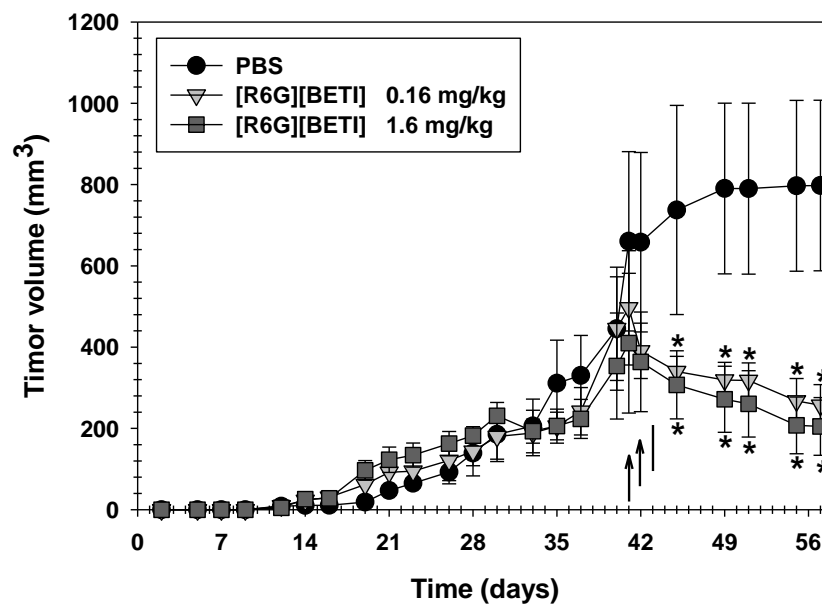 1200
1000
800
600
400
200
0
Timor volume (mm³)
PBS
[R6G][BETI] 0.16 mg/kg
[R6G][BETI] 1.6 mg/kg
* * * * *
* * * * *
0 7 14 21 28 35 42 49 56
Time (days)